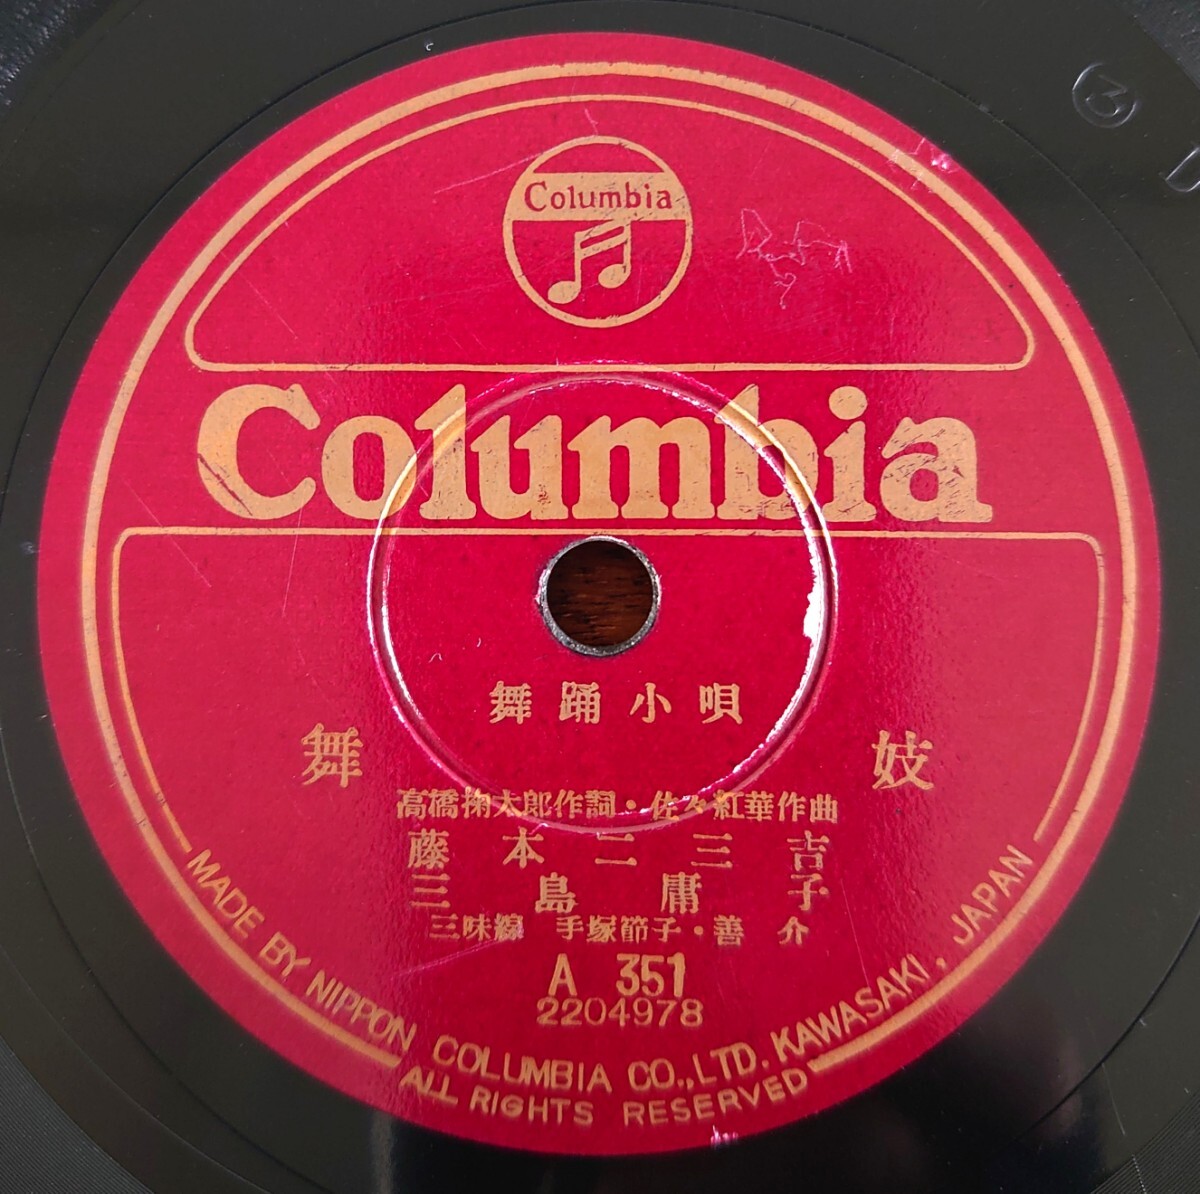 Columbia
Columbia
舞踊小唄
舞妓
高橋掬太郎作詞・佐々紅華作曲
藤本二三吉
三島庸子
三味線 手塚節子・善介
A 351
2204978
MADE BY NIPPON COLUMBIA CO., LTD. KAWASAKI, JAPAN
ALL RIGHTS RESERVED
3